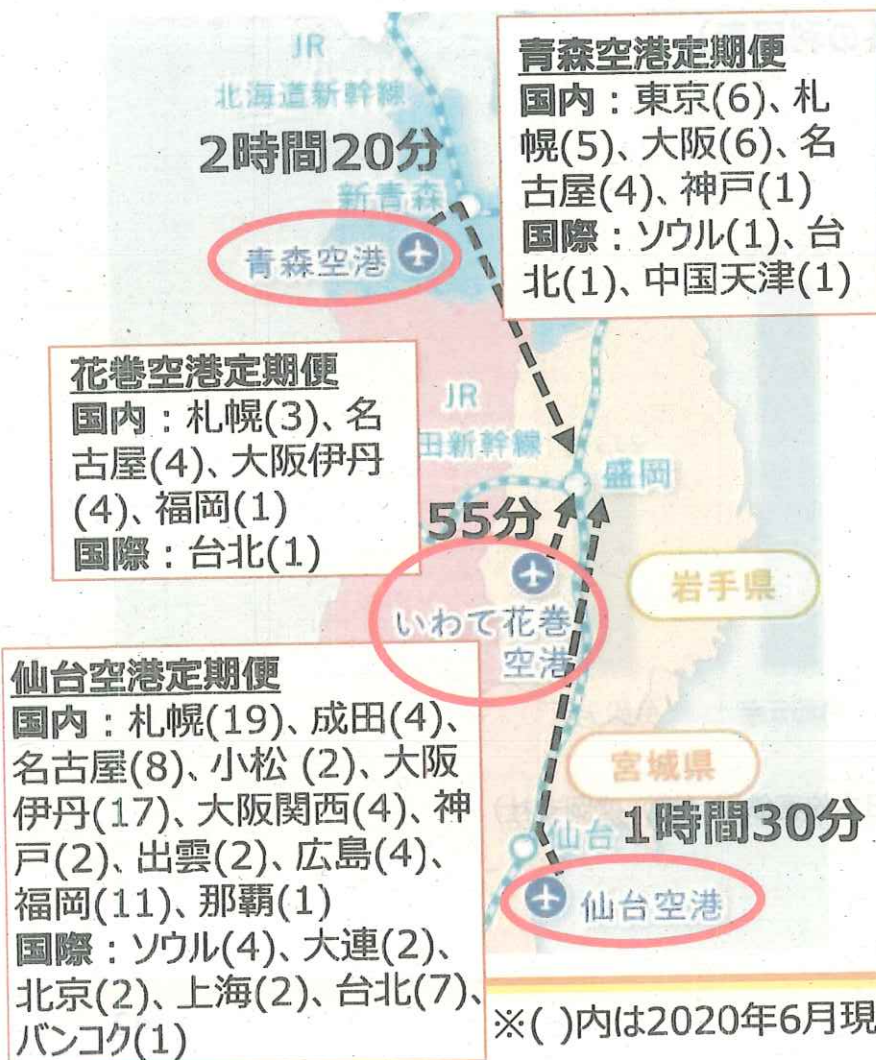 JR
北海道新幹線
2時間20分
新青森
青森空港
青森空港定期便
国内：東京(6)、札
幌(5)、大阪(6)、名
古屋(4)、神戸(1)
国際：ソウル(1)、台
北(1)、中国天津(1)
花巻空港定期便
国内：札幌(3)、名
古屋(4)、大阪伊丹
(4)、福岡(1)
国際：台北(1)
JR
田新幹線
盛岡
55分
いわて花巻
空港
岩手県
仙台空港定期便
国内：札幌(19)、成田(4)、
名古屋(8)、小松 (2)、大阪
伊丹(17)、大阪関西(4)、神
戸(2)、出雲(2)、広島(4)、
福岡(11)、那覇(1)
国際：ソウル(4)、大連(2)、
北京(2)、上海(2)、台北(7)、
バンコク(1)
宮城県
仙台
1時間30分
仙台空港
※( )内は2020年6月現